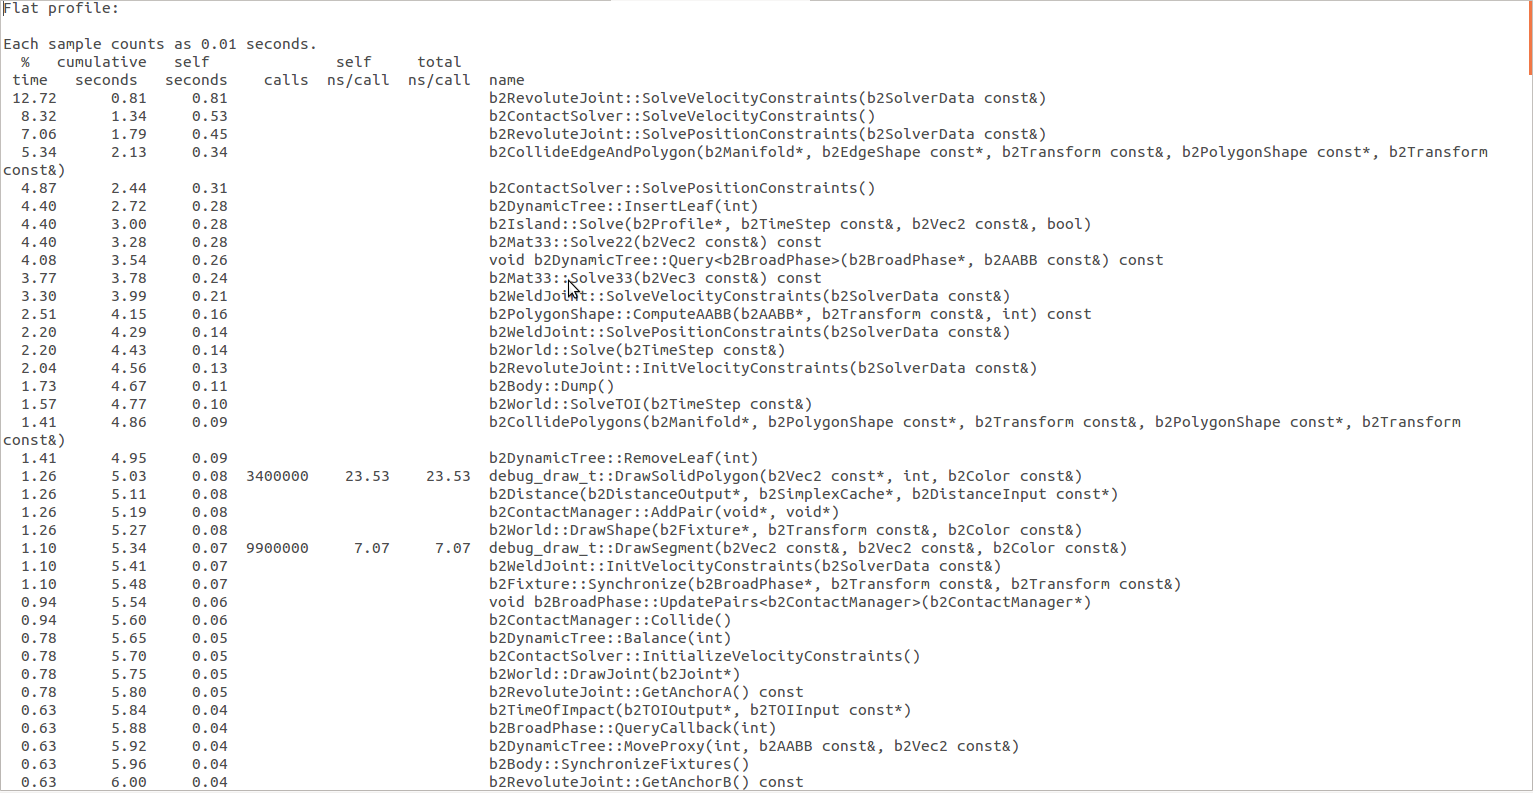 Flat profile:

Each sample counts as 0.01 seconds.
  %   cumulative   self              self     total
 time   seconds   seconds    calls  ns/call  ns/call  name
 12.72      0.81     0.81                             b2RevoluteJoint::SolveVelocityConstraints(b2SolverData const&)
  8.32      1.34     0.53                             b2ContactSolver::SolveVelocityConstraints()
  7.06      1.79     0.45                             b2RevoluteJoint::SolvePositionConstraints(b2SolverData const&)
  5.34      2.13     0.34                             b2CollideEdgeAndPolygon(b2Manifold*, b2EdgeShape const*, b2Transform const&, b2PolygonShape const*, b2Transform
const&)
  4.87      2.44     0.31                             b2ContactSolver::SolvePositionConstraints()
  4.40      2.72     0.28                             b2DynamicTree::InsertLeaf(int)
  4.40      3.00     0.28                             b2Island::Solve(b2Profile*, b2TimeStep const&, b2Vec2 const&, bool)
  4.40      3.28     0.28                             b2Mat33::Solve22(b2Vec2 const&) const
  4.08      3.54     0.26                             void b2DynamicTree::Query<b2BroadPhase>(b2BroadPhase*, b2AABB const&) const
  3.77      3.78     0.24                             b2Mat33::Solve33(b2Vec3 const&) const
  3.30      3.99     0.21                             b2WeldJoint::SolveVelocityConstraints(b2SolverData const&)
  2.51      4.15     0.16                             b2PolygonShape::ComputeAABB(b2AABB*, b2Transform const&, int) const
  2.20      4.29     0.14                             b2WeldJoint::SolvePositionConstraints(b2SolverData const&)
  2.20      4.43     0.14                             b2World::Solve(b2TimeStep const&)
  2.04      4.56     0.13                             b2RevoluteJoint::InitVelocityConstraints(b2SolverData const&)
  1.73      4.67     0.11                             b2Body::Dump()
  1.57      4.77     0.10                             b2World::SolveTOI(b2TimeStep const&)
  1.41      4.86     0.09                             b2CollidePolygons(b2Manifold*, b2PolygonShape const*, b2Transform const&, b2PolygonShape const*, b2Transform
const&)
  1.41      4.95     0.09                             b2DynamicTree::RemoveLeaf(int)
  1.26      5.03     0.08  3400000    23.53    23.53  debug_draw_t::DrawSolidPolygon(b2Vec2 const*, int, b2Color const&)
  1.26      5.11     0.08                             b2Distance(b2DistanceOutput*, b2SimplexCache*, b2DistanceInput const*)
  1.26      5.19     0.08                             b2ContactManager::AddPair(void*, void*)
  1.26      5.27     0.08                             b2World::DrawShape(b2Fixture*, b2Transform const&, b2Color const&)
  1.10      5.34     0.07  9900000     7.07     7.07  debug_draw_t::DrawSegment(b2Vec2 const&, b2Vec2 const&, b2Color const&)
  1.10      5.41     0.07                             b2WeldJoint::InitVelocityConstraints(b2SolverData const&)
  1.10      5.48     0.07                             b2Fixture::Synchronize(b2BroadPhase*, b2Transform const&, b2Transform const&)
  0.94      5.54     0.06                             void b2BroadPhase::UpdatePairs<b2ContactManager>(b2ContactManager*)
  0.94      5.60     0.06                             b2ContactManager::Collide()
  0.78      5.65     0.05                             b2DynamicTree::Balance(int)
  0.78      5.70     0.05                             b2ContactSolver::InitializeVelocityConstraints()
  0.78      5.75     0.05                             b2World::DrawJoint(b2Joint*)
  0.78      5.80     0.05                             b2RevoluteJoint::GetAnchorA() const
  0.63      5.84     0.04                             b2TimeOfImpact(b2TOIOutput*, b2TOIInput const*)
  0.63      5.88     0.04                             b2BroadPhase::QueryCallback(int)
  0.63      5.92     0.04                             b2DynamicTree::MoveProxy(int, b2AABB const&, b2Vec2 const&)
  0.63      5.96     0.04                             b2Body::SynchronizeFixtures()
  0.63      6.00     0.04                             b2RevoluteJoint::GetAnchorB() const